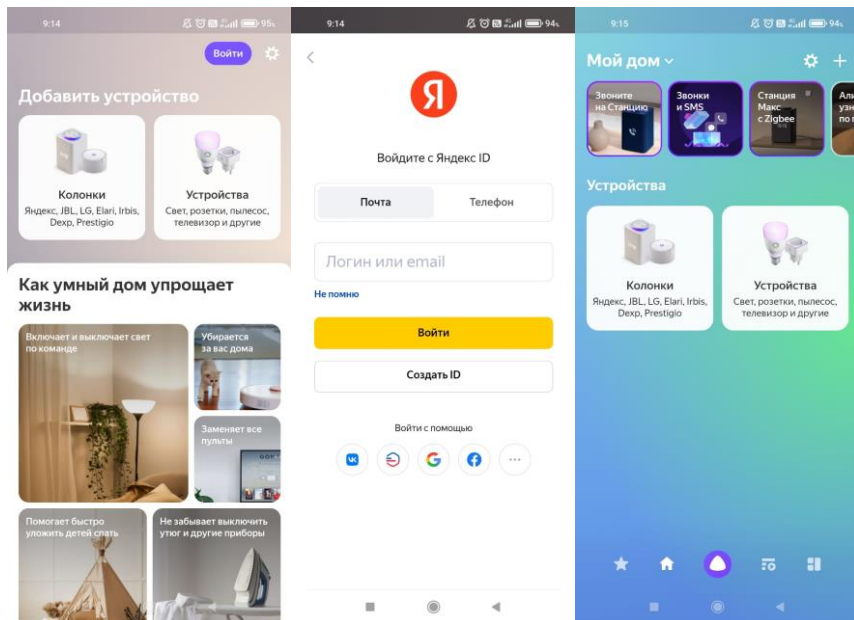 9:14
95%
Войти
Добавить устройство
Колонки
Яндекс, JBL, LG, Elari, Irbis,
Dexp, Prestigio
Устройства
Свет, розетки, пылесос,
телевизор и другие
Как умный дом упрощает
жизнь
Включает и выключает свет
по команде
Убирается
за вас дома
Заменяет все
пульты
Помогает быстро
уложить детей спать
Не забывает выключить
утюг и другие приборы
9:14
94%
Я
Войдите с Яндекс ID
Почта
Телефон
Логин или email
Не помню
Войти
Создать ID
Войти с помощью
9:15
94%
Мой дом
Звоните
на Станцию
Звонки
и SMS
Станция
Макс
с Zigbee
Али
узн
по г
Устройства
Колонки
Яндекс, JBL, LG, Elari, Irbis,
Dexp, Prestigio
Устройства
Свет, розетки, пылесос,
телевизор и другие